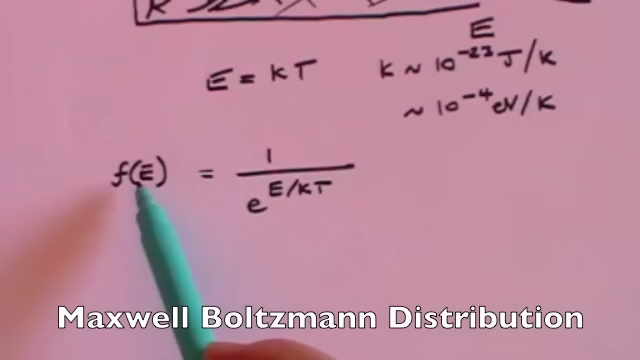 E
E = kT k ~ 10^-23 J/K
~ 10^-4 eV/K
f(E) = 1 / e^E/kT
Maxwell Boltzmann Distribution